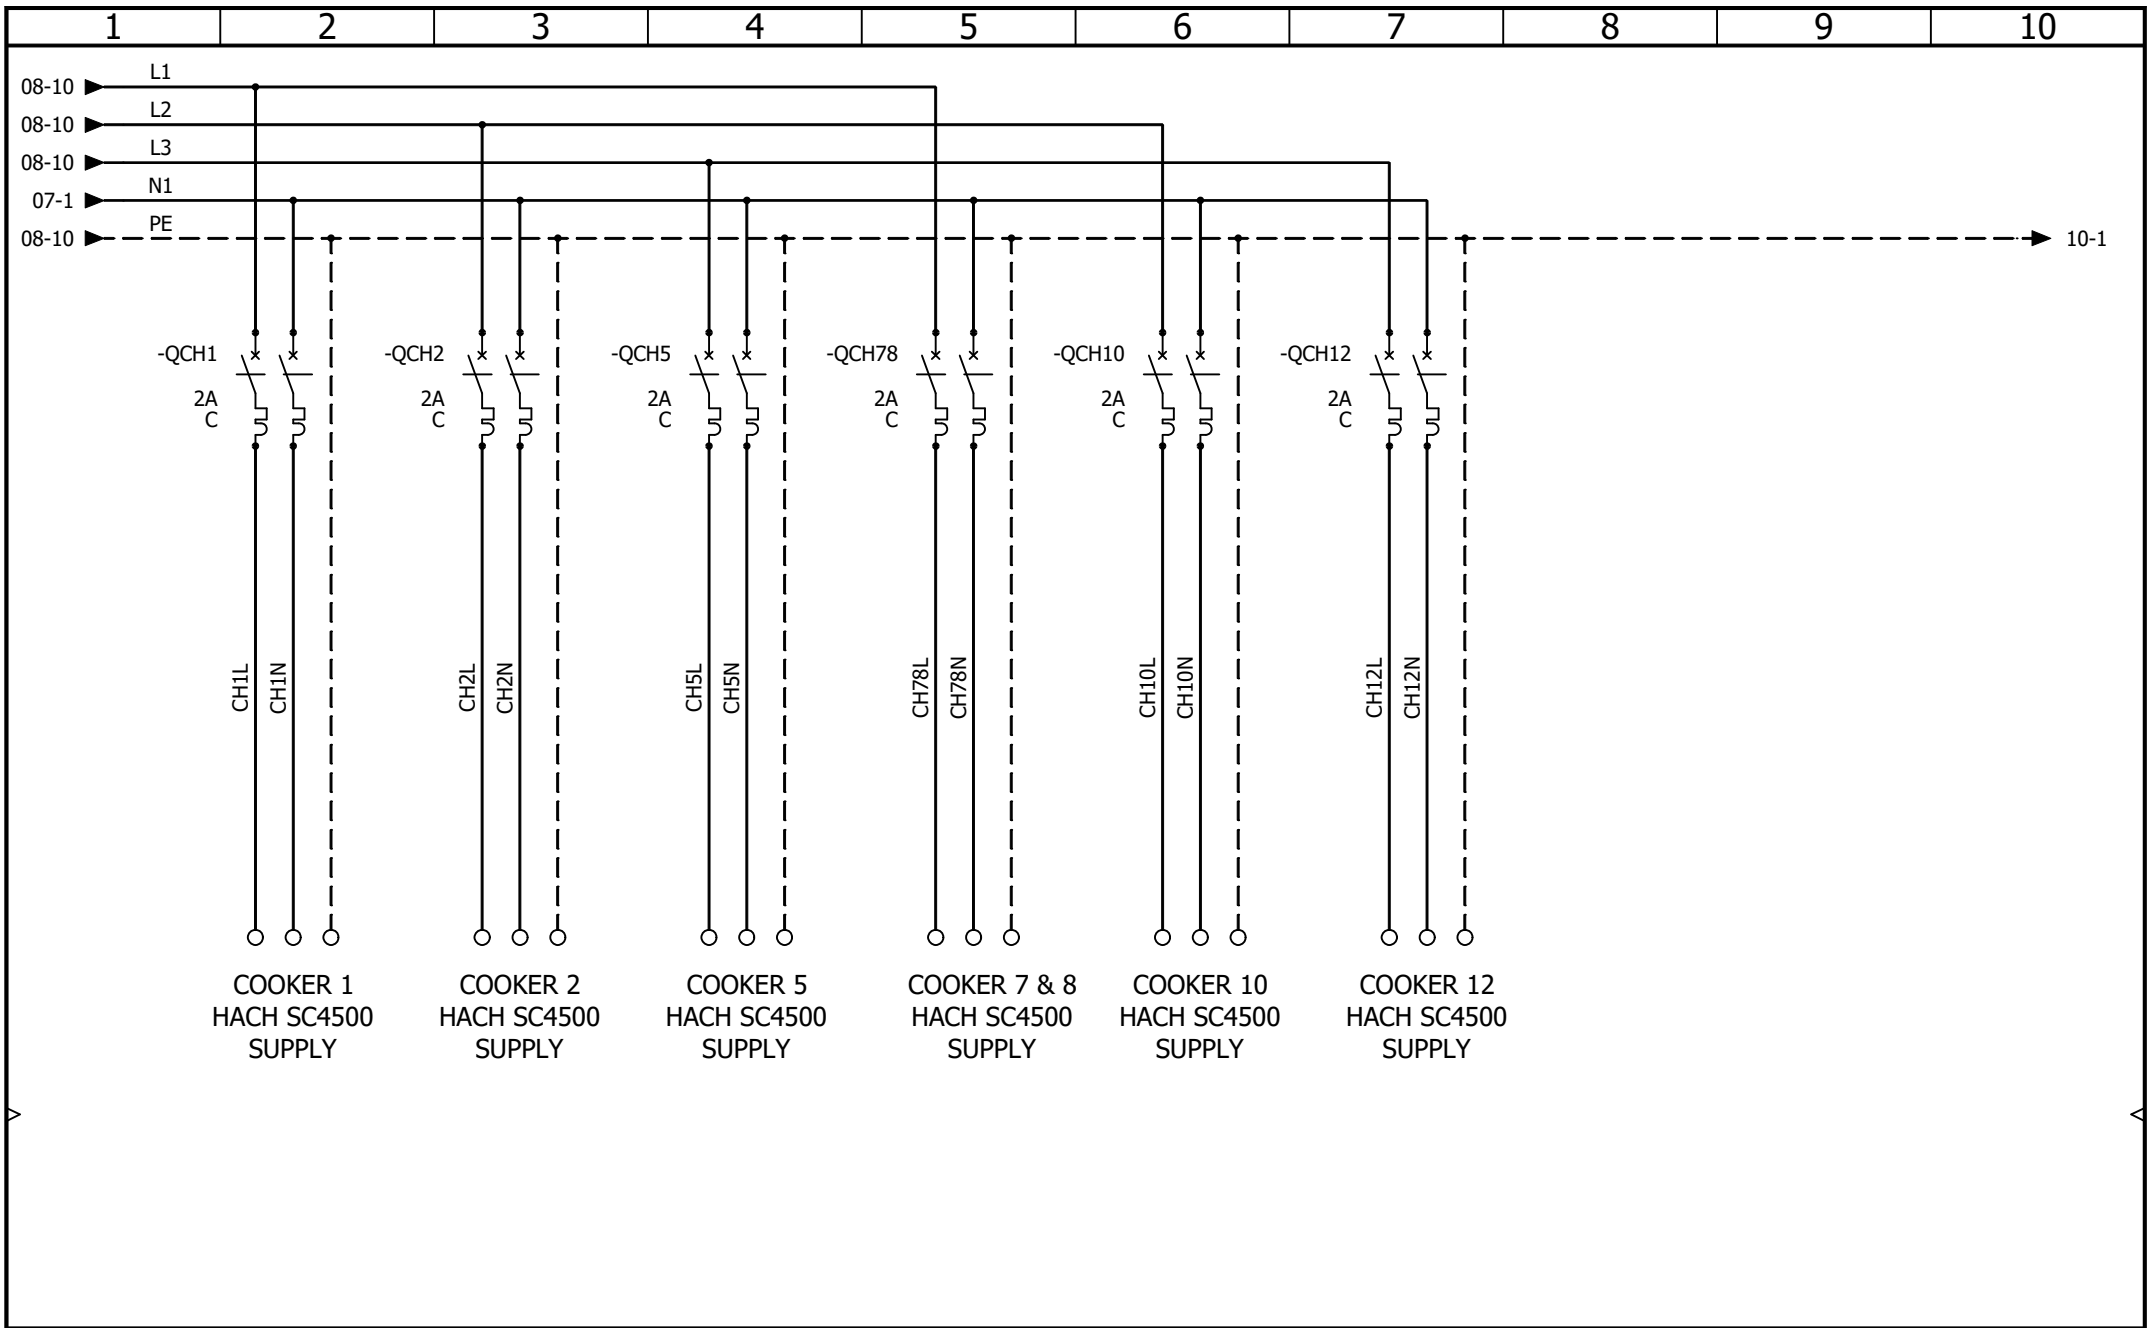 1 2 3 4 5 6 7 8 9 10
08-10 L1
08-10 L2
08-10 L3
07-1 N1
08-10 PE 10-1
-QCH1 -QCH2 -QCH5 -QCH78 -QCH10 -QCH12
2A 2A 2A 2A 2A 2A
C C C C C C
CH1L CH1N CH2L CH2N CH5L CH5N CH78L CH78N CH10L CH10N CH12L CH12N
COOKER 1
HACH SC4500
SUPPLY
COOKER 2
HACH SC4500
SUPPLY
COOKER 5
HACH SC4500
SUPPLY
COOKER 7 & 8
HACH SC4500
SUPPLY
COOKER 10
HACH SC4500
SUPPLY
COOKER 12
HACH SC4500
SUPPLY